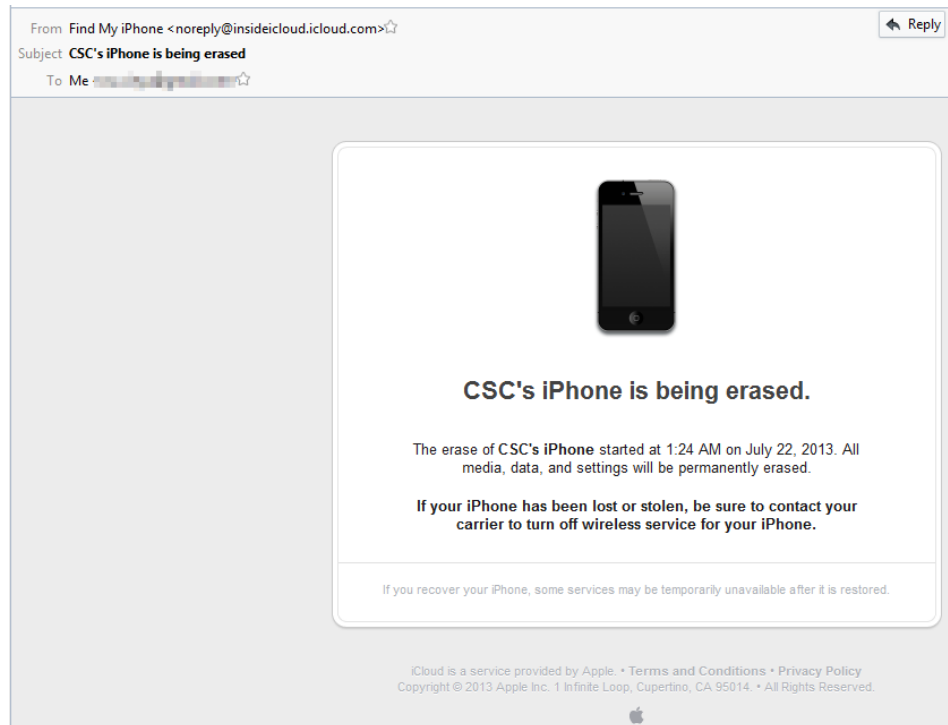 From Find My iPhone <noreply@insideicloud.icloud.com>
Reply
Subject CSC's iPhone is being erased
To Me
CSC's iPhone is being erased.
The erase of CSC's iPhone started at 1:24 AM on July 22, 2013. All
media, data, and settings will be permanently erased.
If your iPhone has been lost or stolen, be sure to contact your
carrier to turn off wireless service for your iPhone.
If you recover your iPhone, some services may be temporarily unavailable after it is restored.
iCloud is a service provided by Apple. • Terms and Conditions • Privacy Policy
Copyright © 2013 Apple Inc. 1 Infinite Loop, Cupertino, CA 95014. • All Rights Reserved.